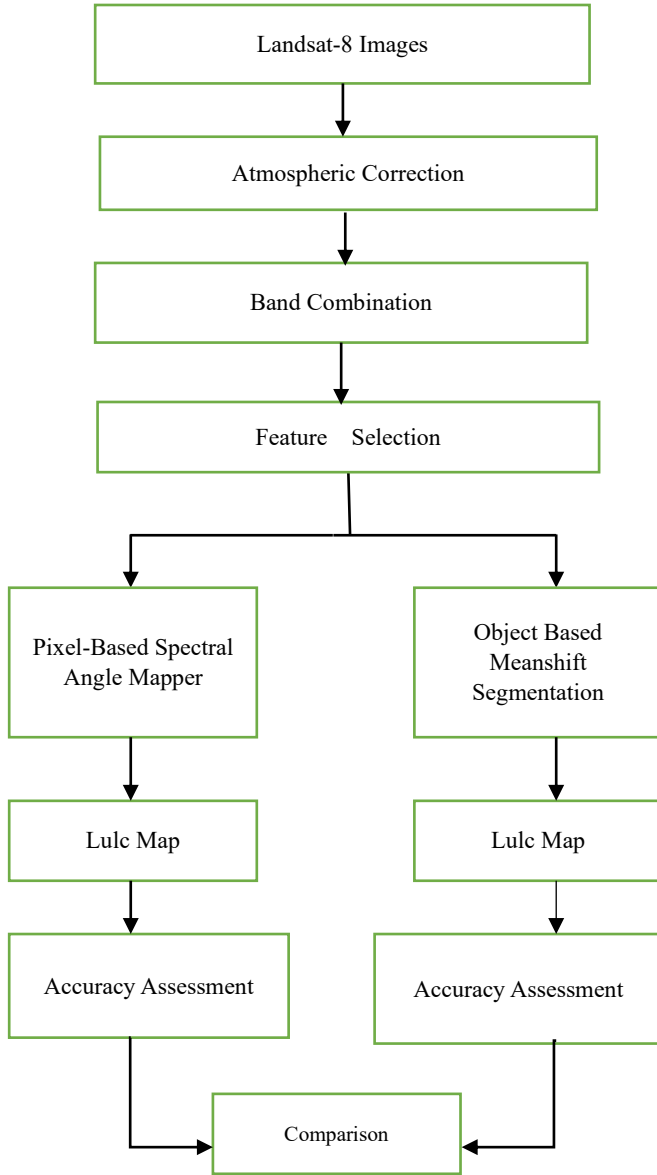 Landsat-8 Images
Atmospheric Correction
Band Combination
Feature Selection
Pixel-Based Spectral
Angle Mapper
Object Based
Meanshift
Segmentation
Lulc Map
Lulc Map
Accuracy Assessment
Accuracy Assessment
Comparison